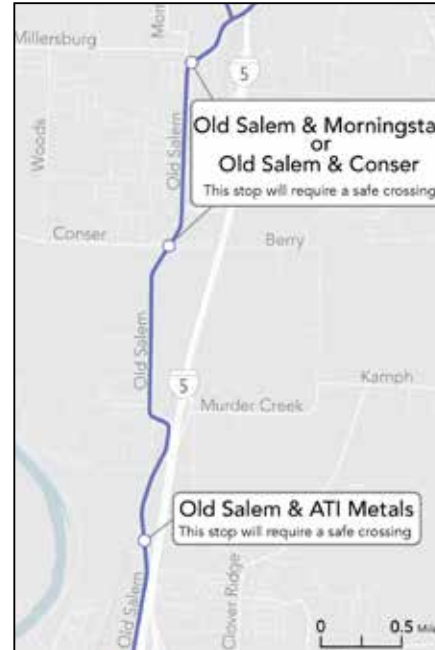 Millersburg
Morn
5
Old Salem & Morningsta
or
Old Salem & Conser
This stop will require a safe crossing
Woods
Old Salem
Conser
Berry
Old Salem
5
Kamph
Murder Creek
Old Salem & ATI Metals
This stop will require a safe crossing
Old Salem
Clover Ridge
0 0.5 Mile